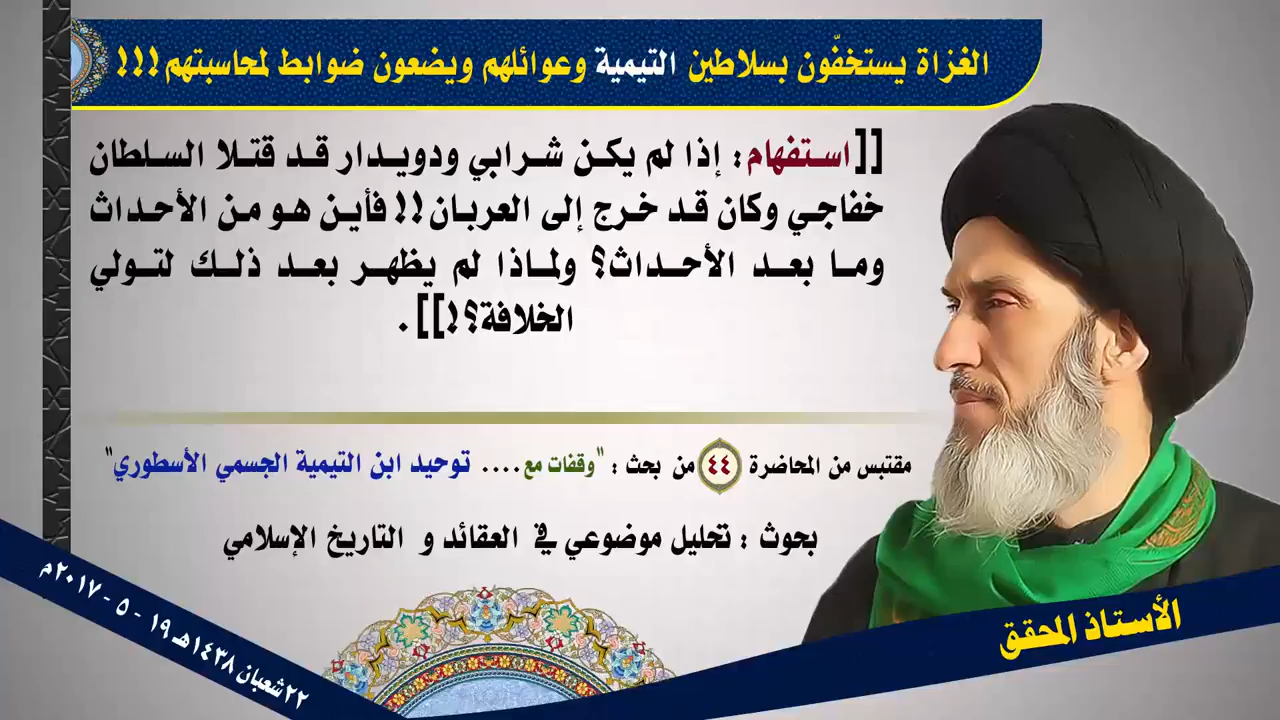 الغزاة يستخفّون بسلاطين التيمية وعوائلهم ويضعون ضوابط لمحاسبتهم!!!
[[استفهام: إذا لم يكن شرابي ودويدار قد قتلا السلطان
خفاجي وكان قد خرج إلى العربان!! فأين هو من الأحداث
وما بعد الأحداث؟ ولماذا لم يظهر بعد ذلك لتولي
الخلافة؟!]].
مقتبس من المحاضرة ٤٤ من بحث : "وقفات مع.... توحيد ابن التيمية الجسمي الأسطوري"
بحوث : تحليل موضوعي في العقائد و التاريخ الإسلامي
الأستاذ المحقق
٢٢ شعبان ١٤٣٨هـ ١٩ - ٥ - ٢٠١٧م